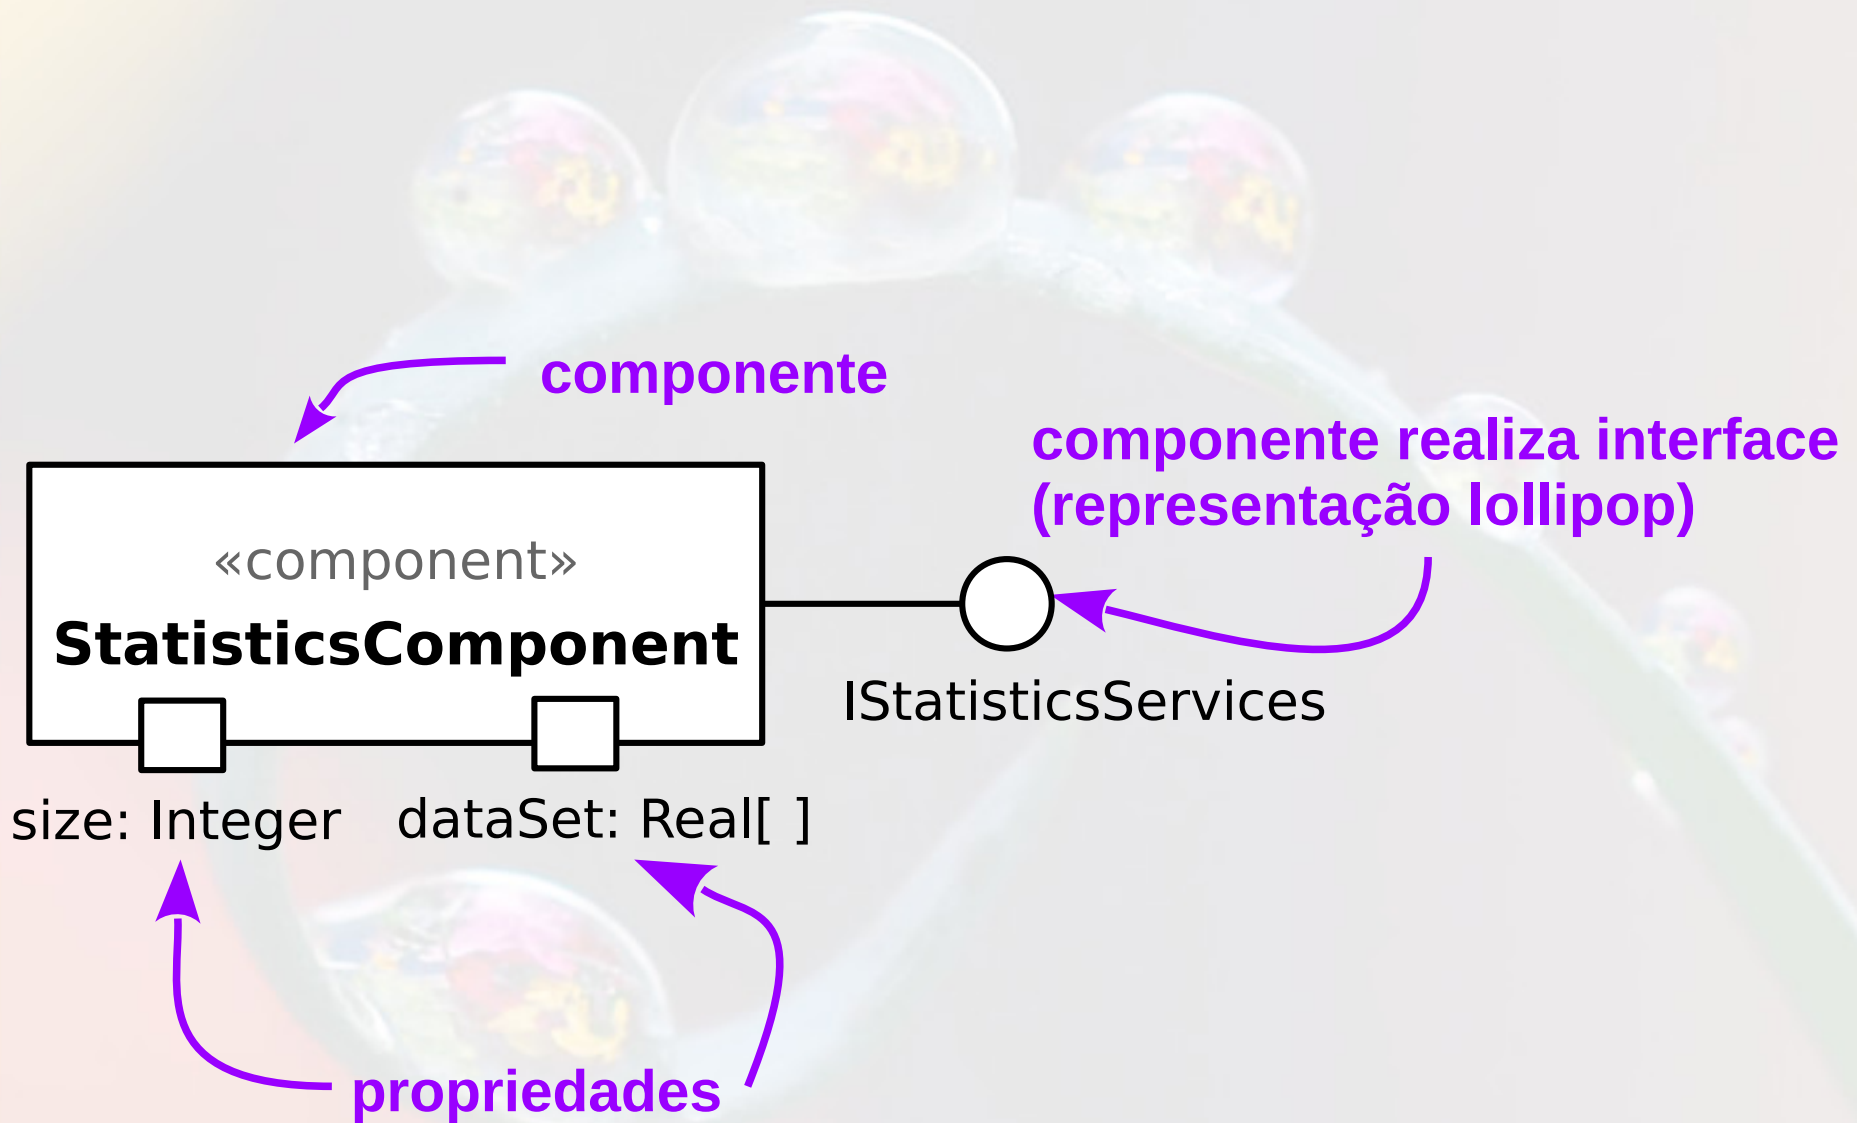 componente
componente realiza interface
(representação lollipop)
«component»
StatisticsComponent
IStatisticsServices
size: Integer
dataSet: Real[ ]
propriedades